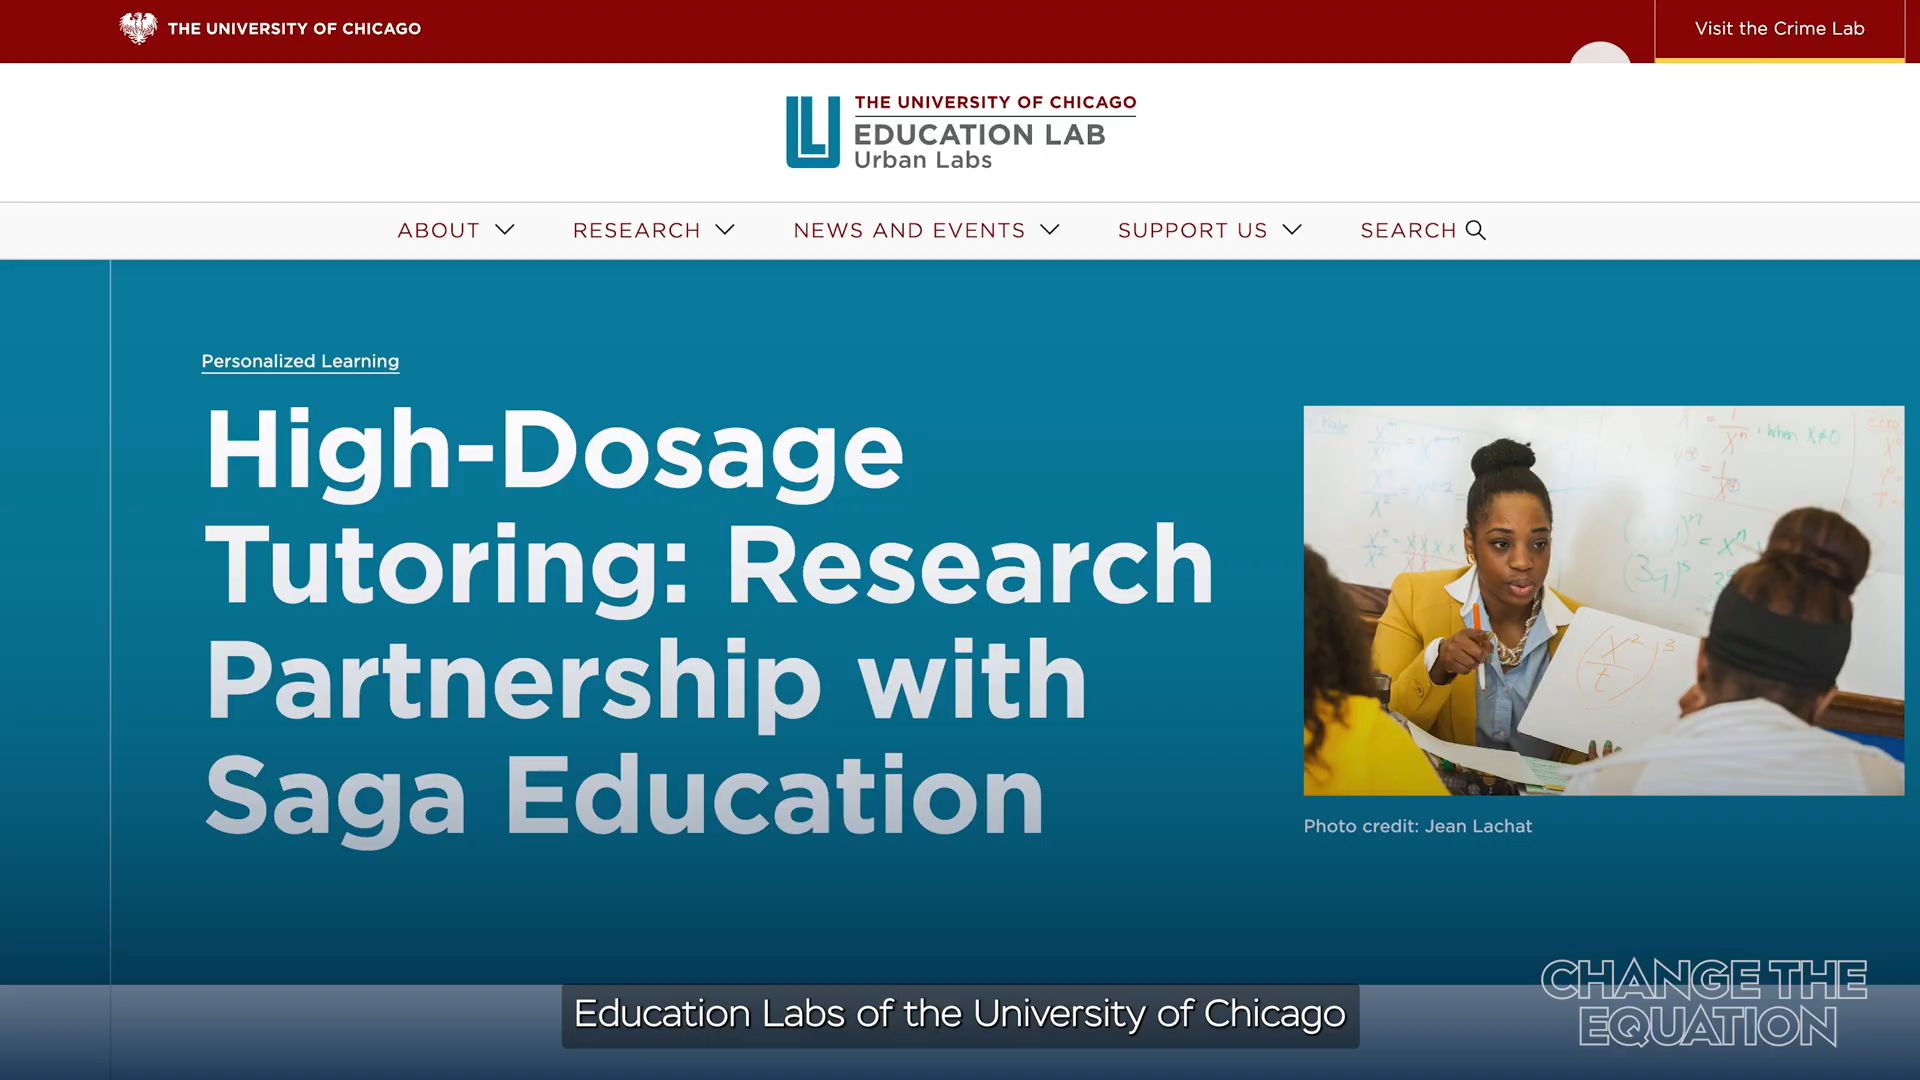 THE UNIVERSITY OF CHICAGO
Visit the Crime Lab
THE UNIVERSITY OF CHICAGO
EDUCATION LAB
Urban Labs
ABOUT
RESEARCH
NEWS AND EVENTS
SUPPORT US
SEARCH
Personalized Learning
High-Dosage
Tutoring: Research
Partnership with
Saga Education
Photo credit: Jean Lachat
Education Labs of the University of Chicago
CHANGE THE
EQUATION